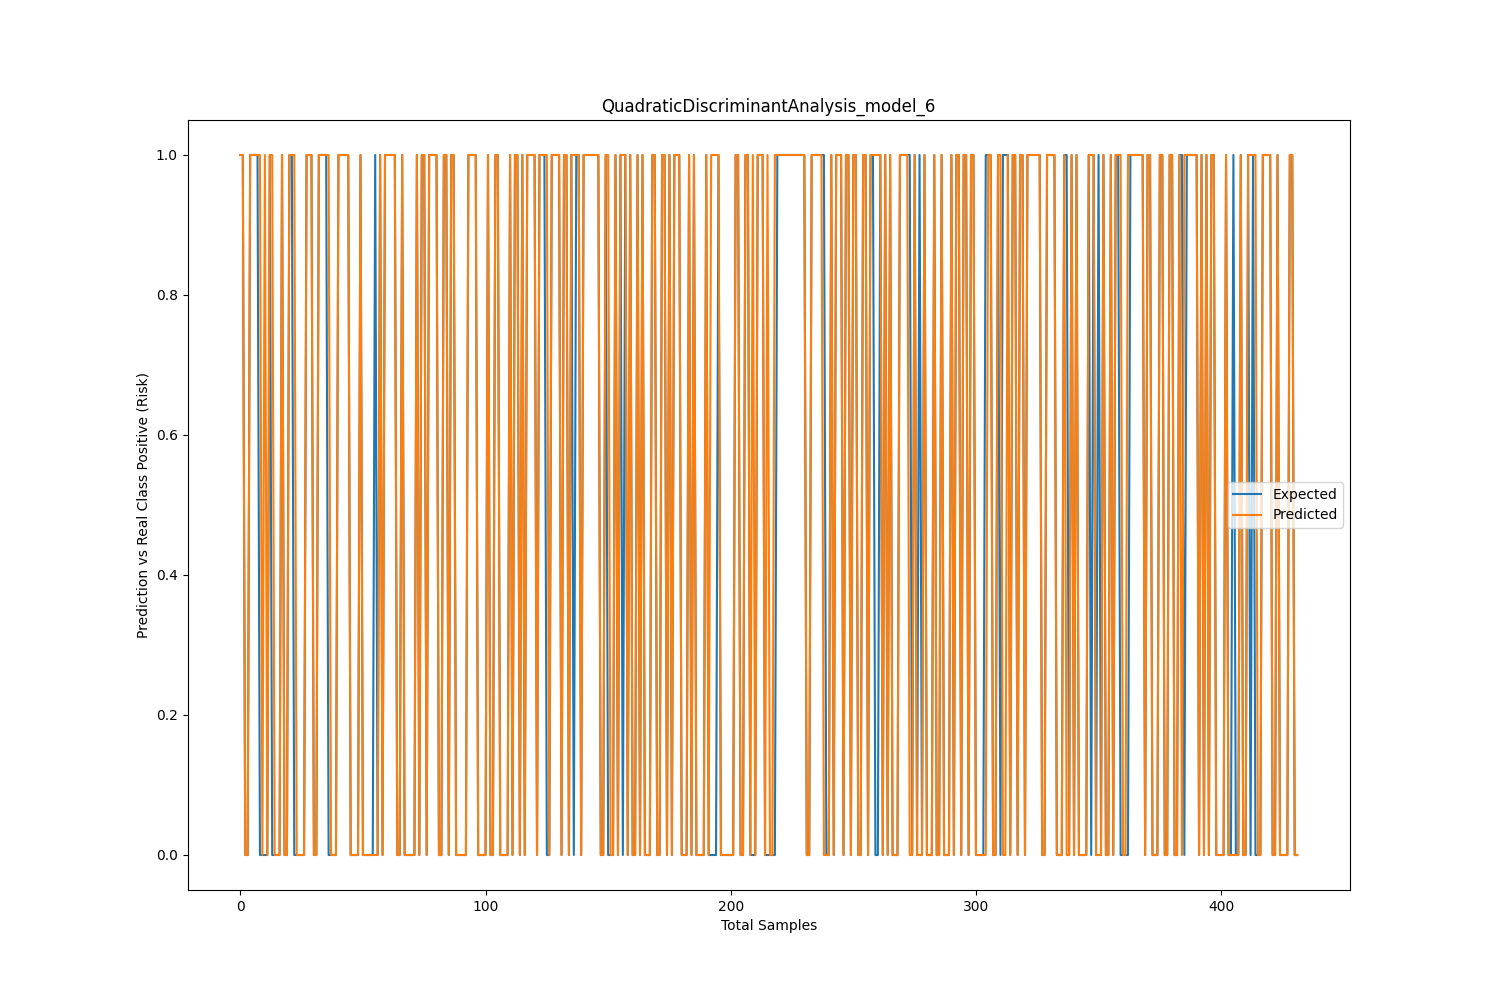 QuadraticDiscriminantAnalysis_model_6
1.0
0.8
0.6
0.4
0.2
0.0
Prediction vs Real Class Positive (Risk)
Expected
Predicted
0
100
200
300
400
Total Samples